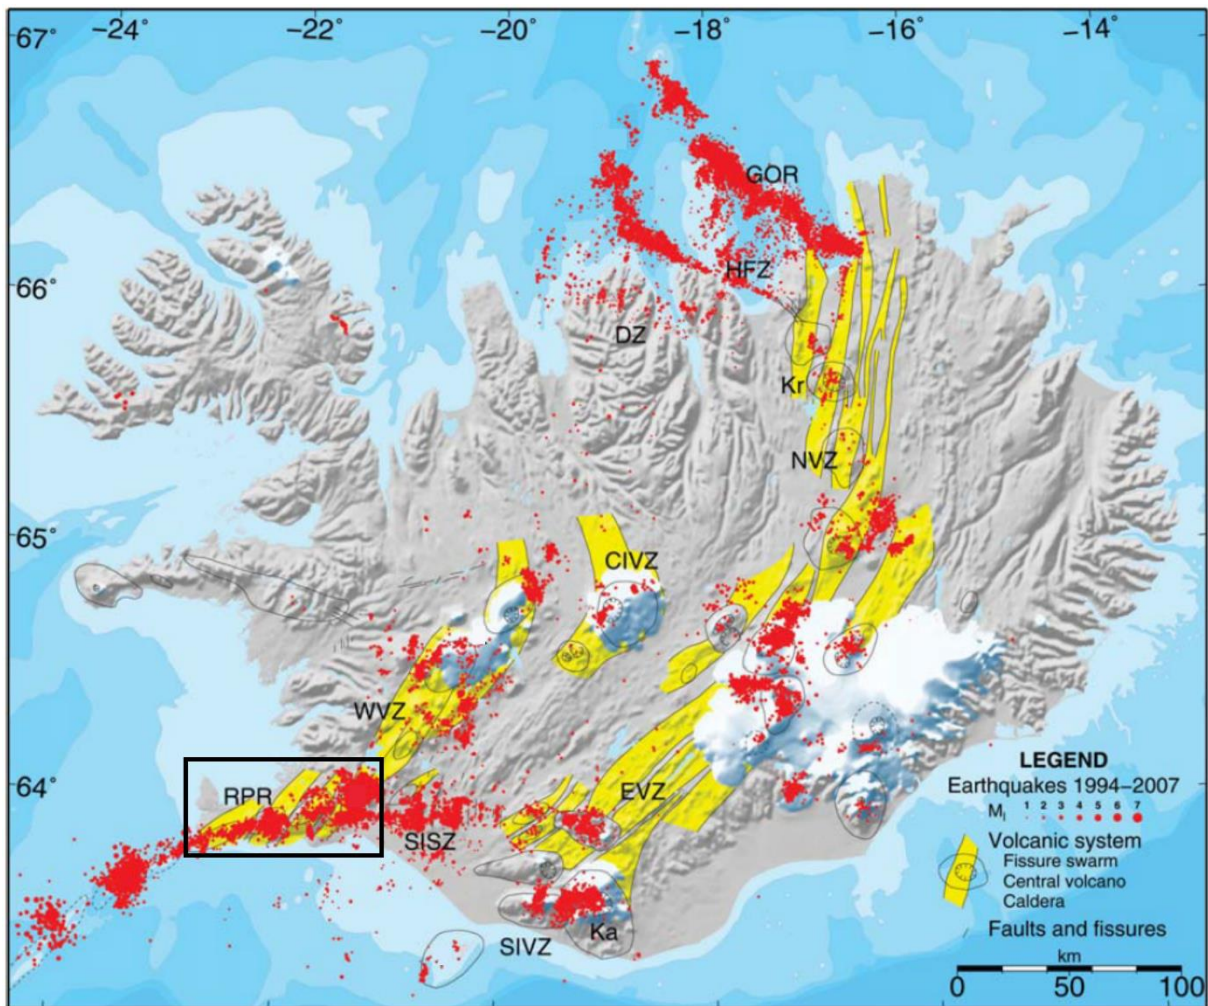 -24° -22° -20° -18° -16° -14°
67°
GOR
66°
HFZ
DZ
Kr
NVZ
65°
CIVZ
WVZ
64°
RPR
EVZ
SISZ
SIVZ
Ka
LEGEND
Earthquakes 1994–2007
Ml 1 2 3 4 5 6 7
Volcanic system
Fissure swarm
Central volcano
Caldera
Faults and fissures
km
0 50 100